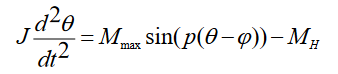 J d²θ/dt² = M_max sin(p(θ−φ)) − M_H